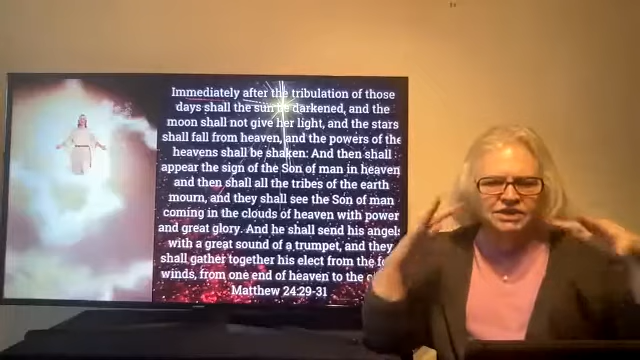 Immediately after the tribulation of those
days shall the sun be darkened, and the
moon shall not give her light, and the stars
shall fall from heaven, and the powers of the
heavens shall be shaken: And then shall
appear the sign of the Son of man in heaven
and then shall all the tribes of the earth
mourn, and they shall see the Son of man
coming in the clouds of heaven with power
and great glory. And he shall send his angels
with a great sound of a trumpet, and they
shall gather together his elect from the
winds, from one end of heaven to the
Matthew 24:29-31